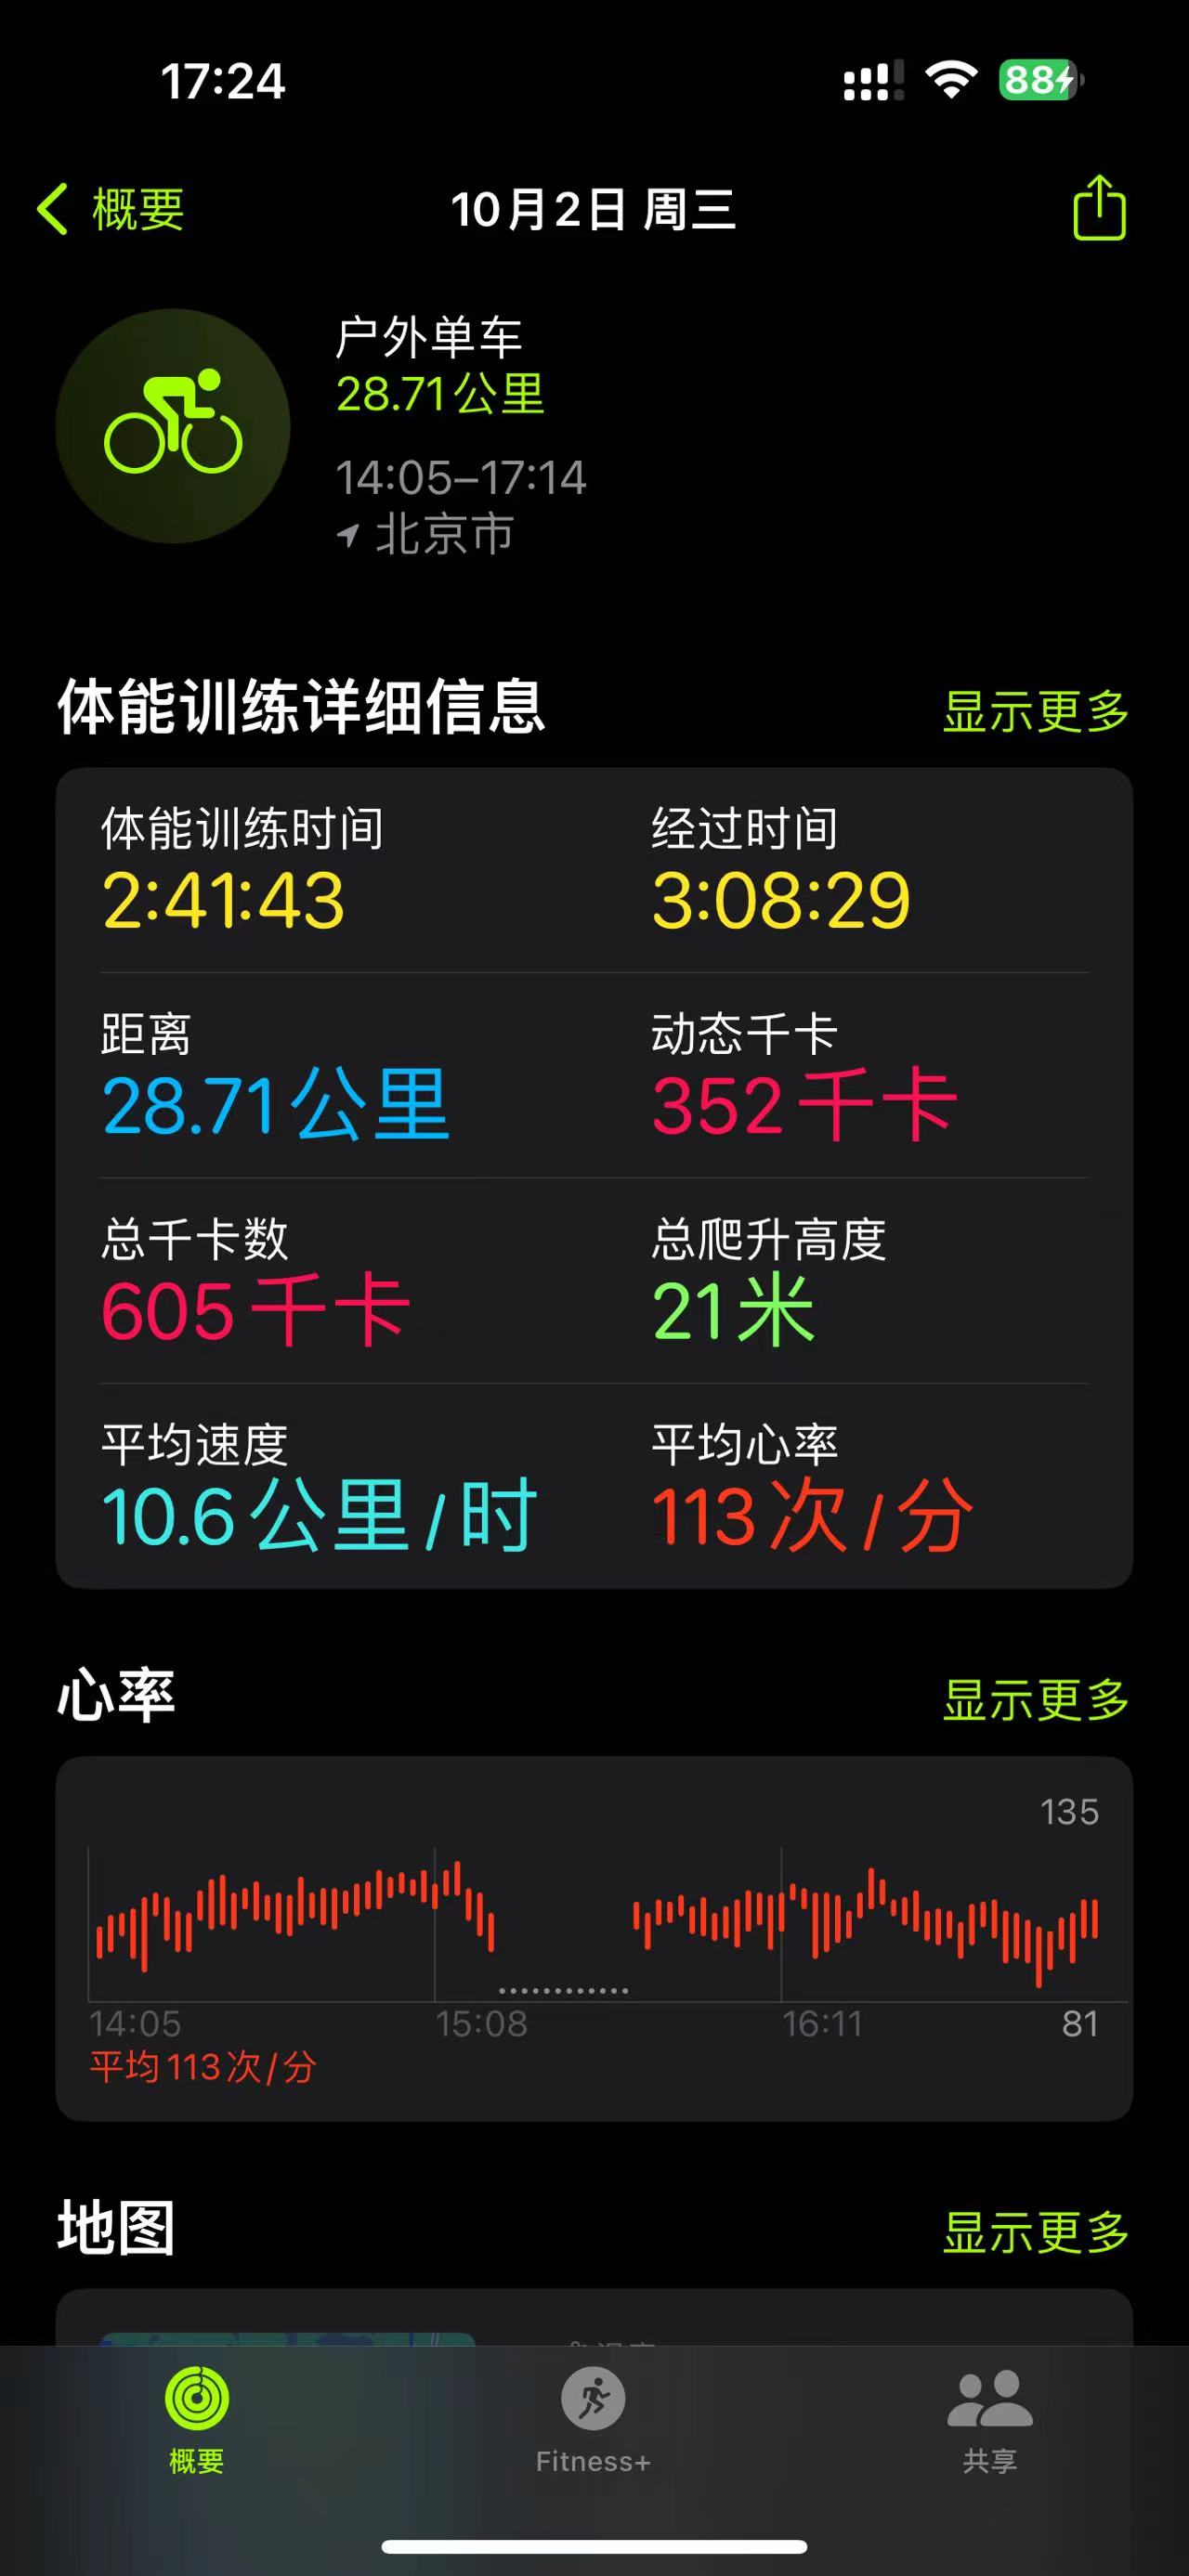 17:24
88
概要
10月2日 周三
户外单车
28.71公里
14:05–17:14
北京市
体能训练详细信息 显示更多
体能训练时间 经过时间
2:41:43 3:08:29
距离 动态千卡
28.71公里 352千卡
总千卡数 总爬升高度
605千卡 21米
平均速度 平均心率
10.6公里/时 113次/分
心率 显示更多
135
14:05 15:08 16:11 81
平均113次/分
地图 显示更多
概要 Fitness+ 共享